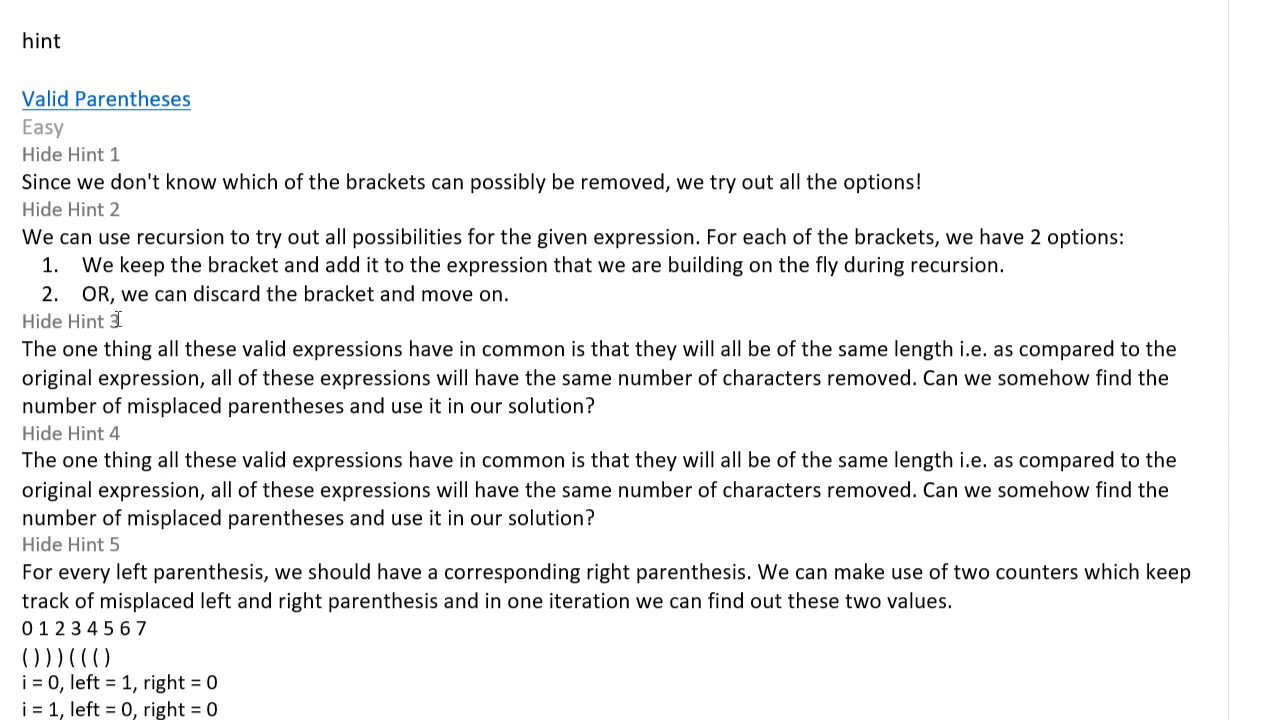 hint
Valid Parentheses
Easy
Hide Hint 1
Since we don't know which of the brackets can possibly be removed, we try out all the options!
Hide Hint 2
We can use recursion to try out all possibilities for the given expression. For each of the brackets, we have 2 options:
1. We keep the bracket and add it to the expression that we are building on the fly during recursion.
2. OR, we can discard the bracket and move on.
Hide Hint 3
The one thing all these valid expressions have in common is that they will all be of the same length i.e. as compared to the
original expression, all of these expressions will have the same number of characters removed. Can we somehow find the
number of misplaced parentheses and use it in our solution?
Hide Hint 4
The one thing all these valid expressions have in common is that they will all be of the same length i.e. as compared to the
original expression, all of these expressions will have the same number of characters removed. Can we somehow find the
number of misplaced parentheses and use it in our solution?
Hide Hint 5
For every left parenthesis, we should have a corresponding right parenthesis. We can make use of two counters which keep
track of misplaced left and right parenthesis and in one iteration we can find out these two values.
0 1 2 3 4 5 6 7
( ) ) ) ( ( ( )
i = 0, left = 1, right = 0
i = 1, left = 0, right = 0